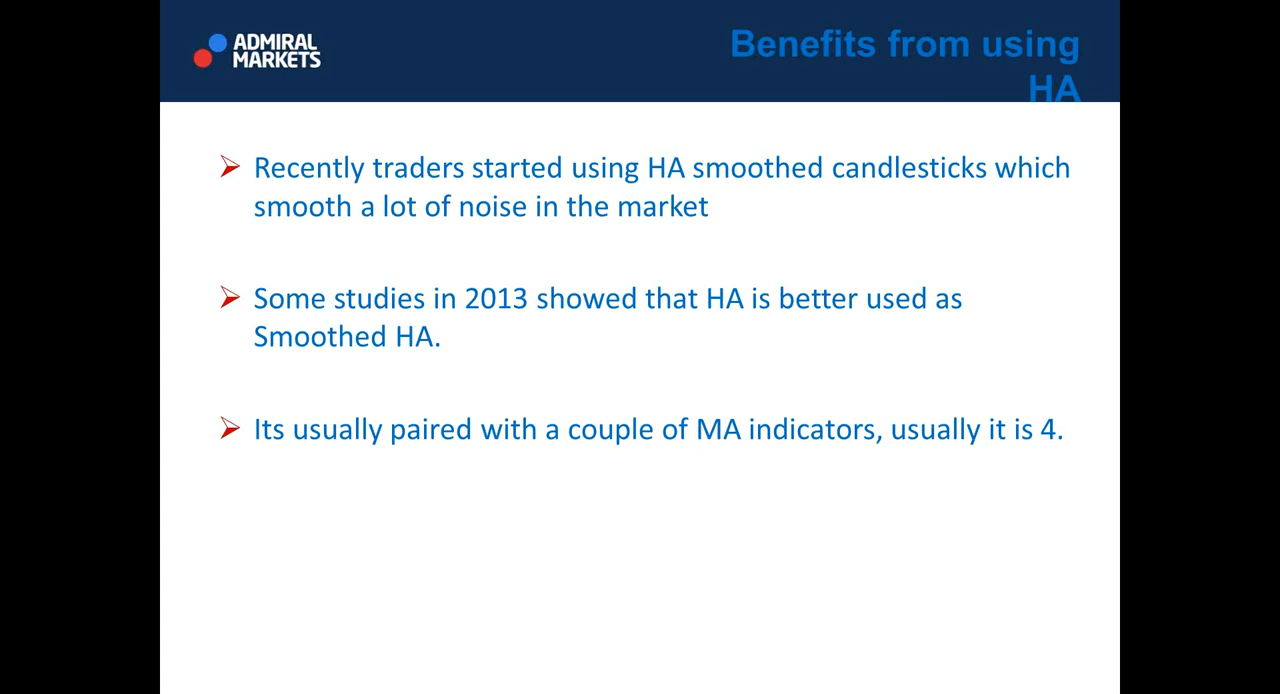 ADMIRAL
MARKETS
Benefits from using
HA
Recently traders started using HA smoothed candlesticks which
smooth a lot of noise in the market
Some studies in 2013 showed that HA is better used as
Smoothed HA.
Its usually paired with a couple of MA indicators, usually it is 4.